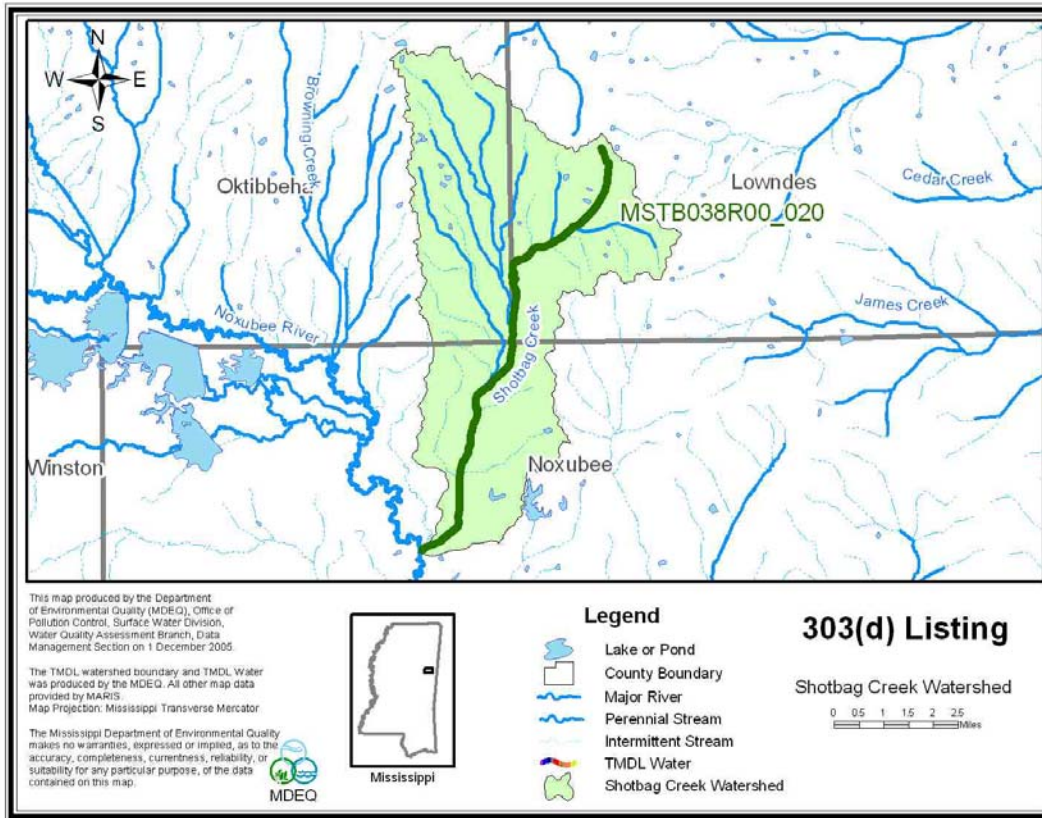 N
W E
S
Browning Creek
Oktibbeha
Lowndes
Cedar Creek
MSTB038R00_020
Noxubee River
James Creek
Shotbag Creek
Winston
Noxubee
This map produced by the Department
of Environmental Quality (MDEQ), Office of
Pollution Control, Surface Water Division,
Water Quality Assessment Branch, Data
Management Section on 1 December 2005.
The TMDL watershed boundary and TMDL Water
was produced by the MDEQ. All other map data
provided by MARIS.
Map Projection: Mississippi Transverse Mercator
The Mississippi Department of Environmental Quality
makes no warranties, expressed or implied, as to the
accuracy, completeness, currentness, reliability, or
suitability for any particular purpose, of the data
contained on this map.
MDEQ
Mississippi
Legend
Lake or Pond
County Boundary
Major River
Perennial Stream
Intermittent Stream
TMDL Water
Shotbag Creek Watershed
303(d) Listing
Shotbag Creek Watershed
0 0.5 1 1.5 2 2.5
Miles